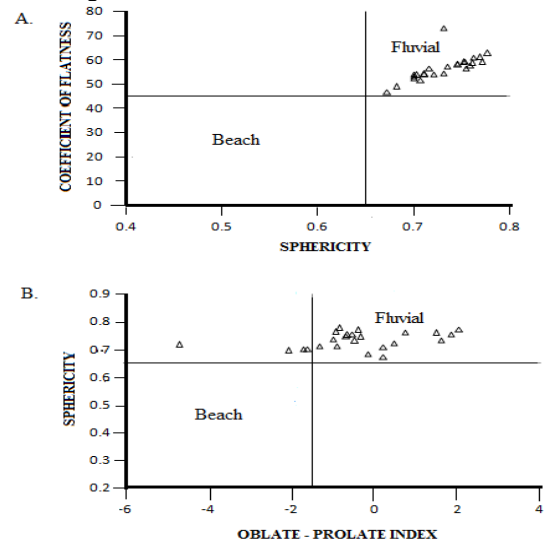 A.
80
70
60
50
40
30
20
10
0
COEFFICIENT OF FLATNESS
Fluvial
Beach
0.4 0.5 0.6 0.7 0.8
SPHERICITY
B.
0.9
0.8
0.7
0.6
0.5
0.4
0.3
0.2
SPHERICITY
Fluvial
Beach
-6 -4 -2 0 2 4
OBLATE - PROLATE INDEX